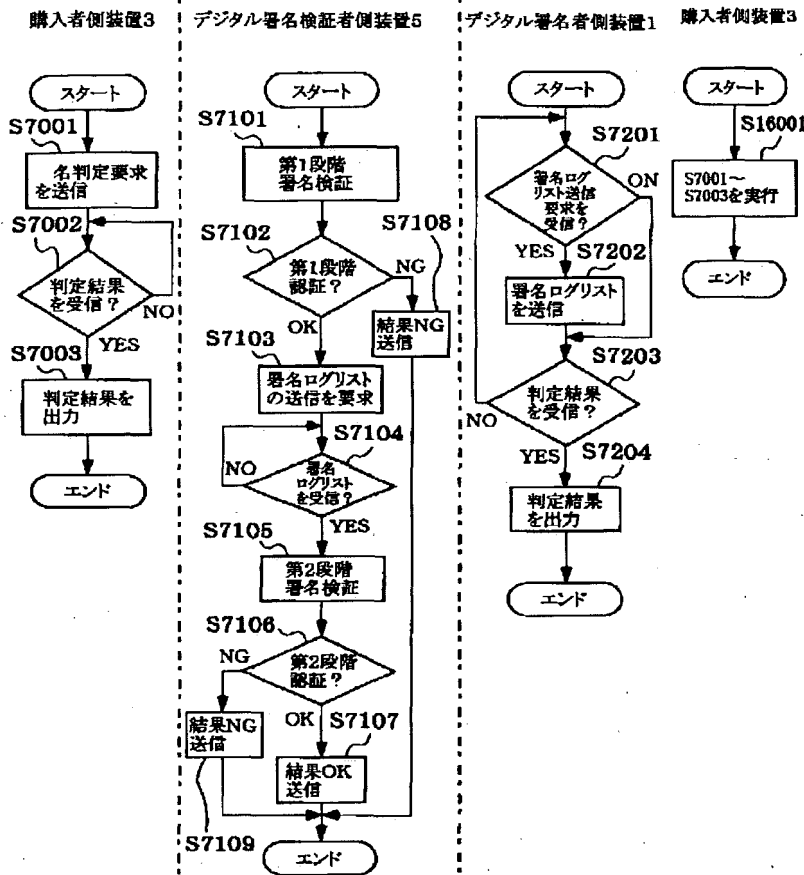 購入者側装置3
スタート
S7001
名判定要求
を送信
S7002
判定結果
を受信？
NO
YES
S7003
判定結果を
出力
エンド
デジタル署名検証者側装置5
スタート
S7101
第1段階
署名検証
S7102
第1段階
認証？
NG
S7108
結果NG
送信
OK
S7103
署名ログリスト
の送信を要求
S7104
署名
ログリスト
を受信？
NO
YES
S7105
第2段階
署名検証
S7106
第2段階
認証？
NG
結果NG
送信
S7109
OK
S7107
結果OK
送信
エンド
デジタル署名者側装置1
スタート
S7201
署名ログ
リスト送信
要求を
受信？
ON
YES
S7202
署名ログリスト
を送信
S7203
判定結果
を受信？
NO
YES
S7204
判定結果
を出力
エンド
購入者側装置3
スタート
S16001
S7001〜
S7003を実行
エンド